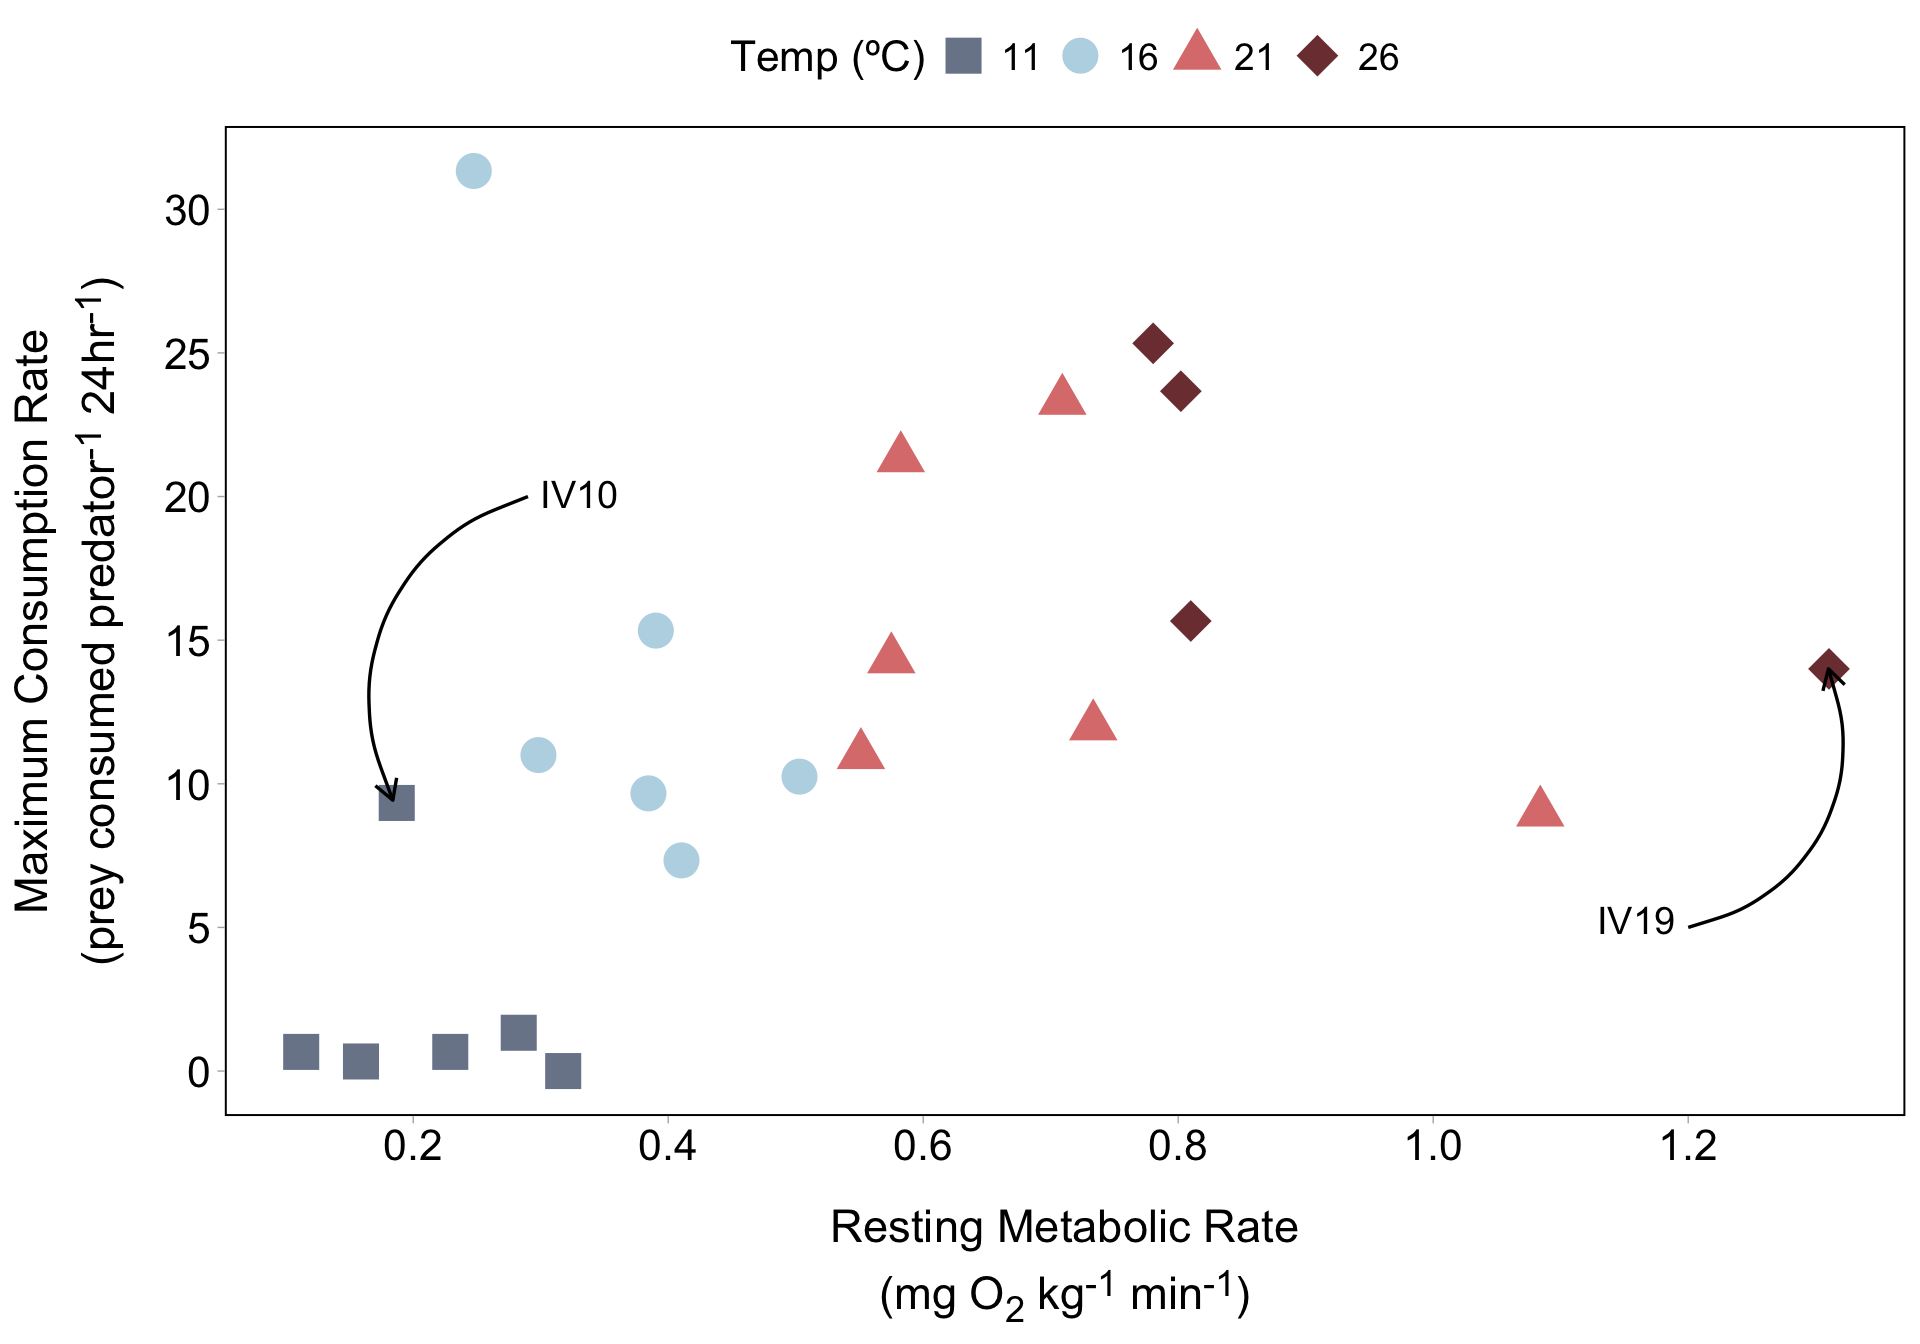 Temp (ºC) 11 16 21 26
Maximum Consumption Rate
(prey consumed predator⁻¹ 24hr⁻¹)
30
25
20
15
10
5
0
IV10
IV19
0.2 0.4 0.6 0.8 1.0 1.2
Resting Metabolic Rate
(mg O₂ kg⁻¹ min⁻¹)